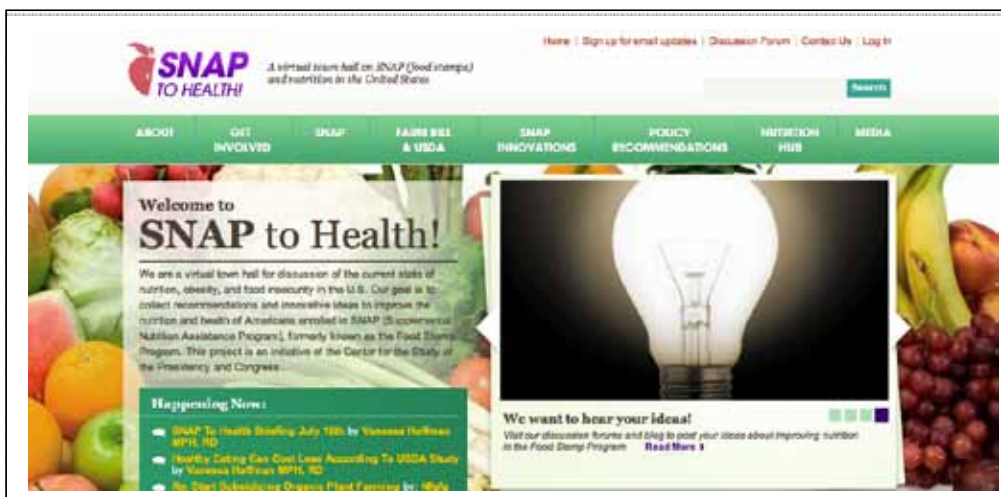 Home | Sign up for email updates | Discussion Forum | Contact Us | Log In
SNAP
TO HEALTH!
A virtual town hall on SNAP (food stamps)
and nutrition in the United States
Search
ABOUT
GET
INVOLVED
SNAP
FARM BILL
& USDA
SNAP
INNOVATIONS
POLICY
RECOMMENDATIONS
NUTRITION
HUB
MEDIA
Welcome to
SNAP to Health!
We are a virtual town hall for discussion of the current state of
nutrition, obesity, and food insecurity in the U.S. Our goal is to
collect recommendations and innovative ideas to improve the
nutrition and health of Americans enrolled in SNAP (Supplemental
Nutrition Assistance Program), formerly known as the Food Stamp
Program. This project is an initiative of the Center for the Study of
the Presidency and Congress
Happening Now:
SNAP To Health Briefing July 18th by Vanessa Hoffman
MPH, RD
Healthy Eating Can Cost Less According To USDA Study
by Vanessa Hoffman MPH, RD
Re: Start Subsidizing Organic Plant Farming by:
We want to hear your ideas!
Visit our discussion forums and blog to post your ideas about improving nutrition
in the Food Stamp Program Read More